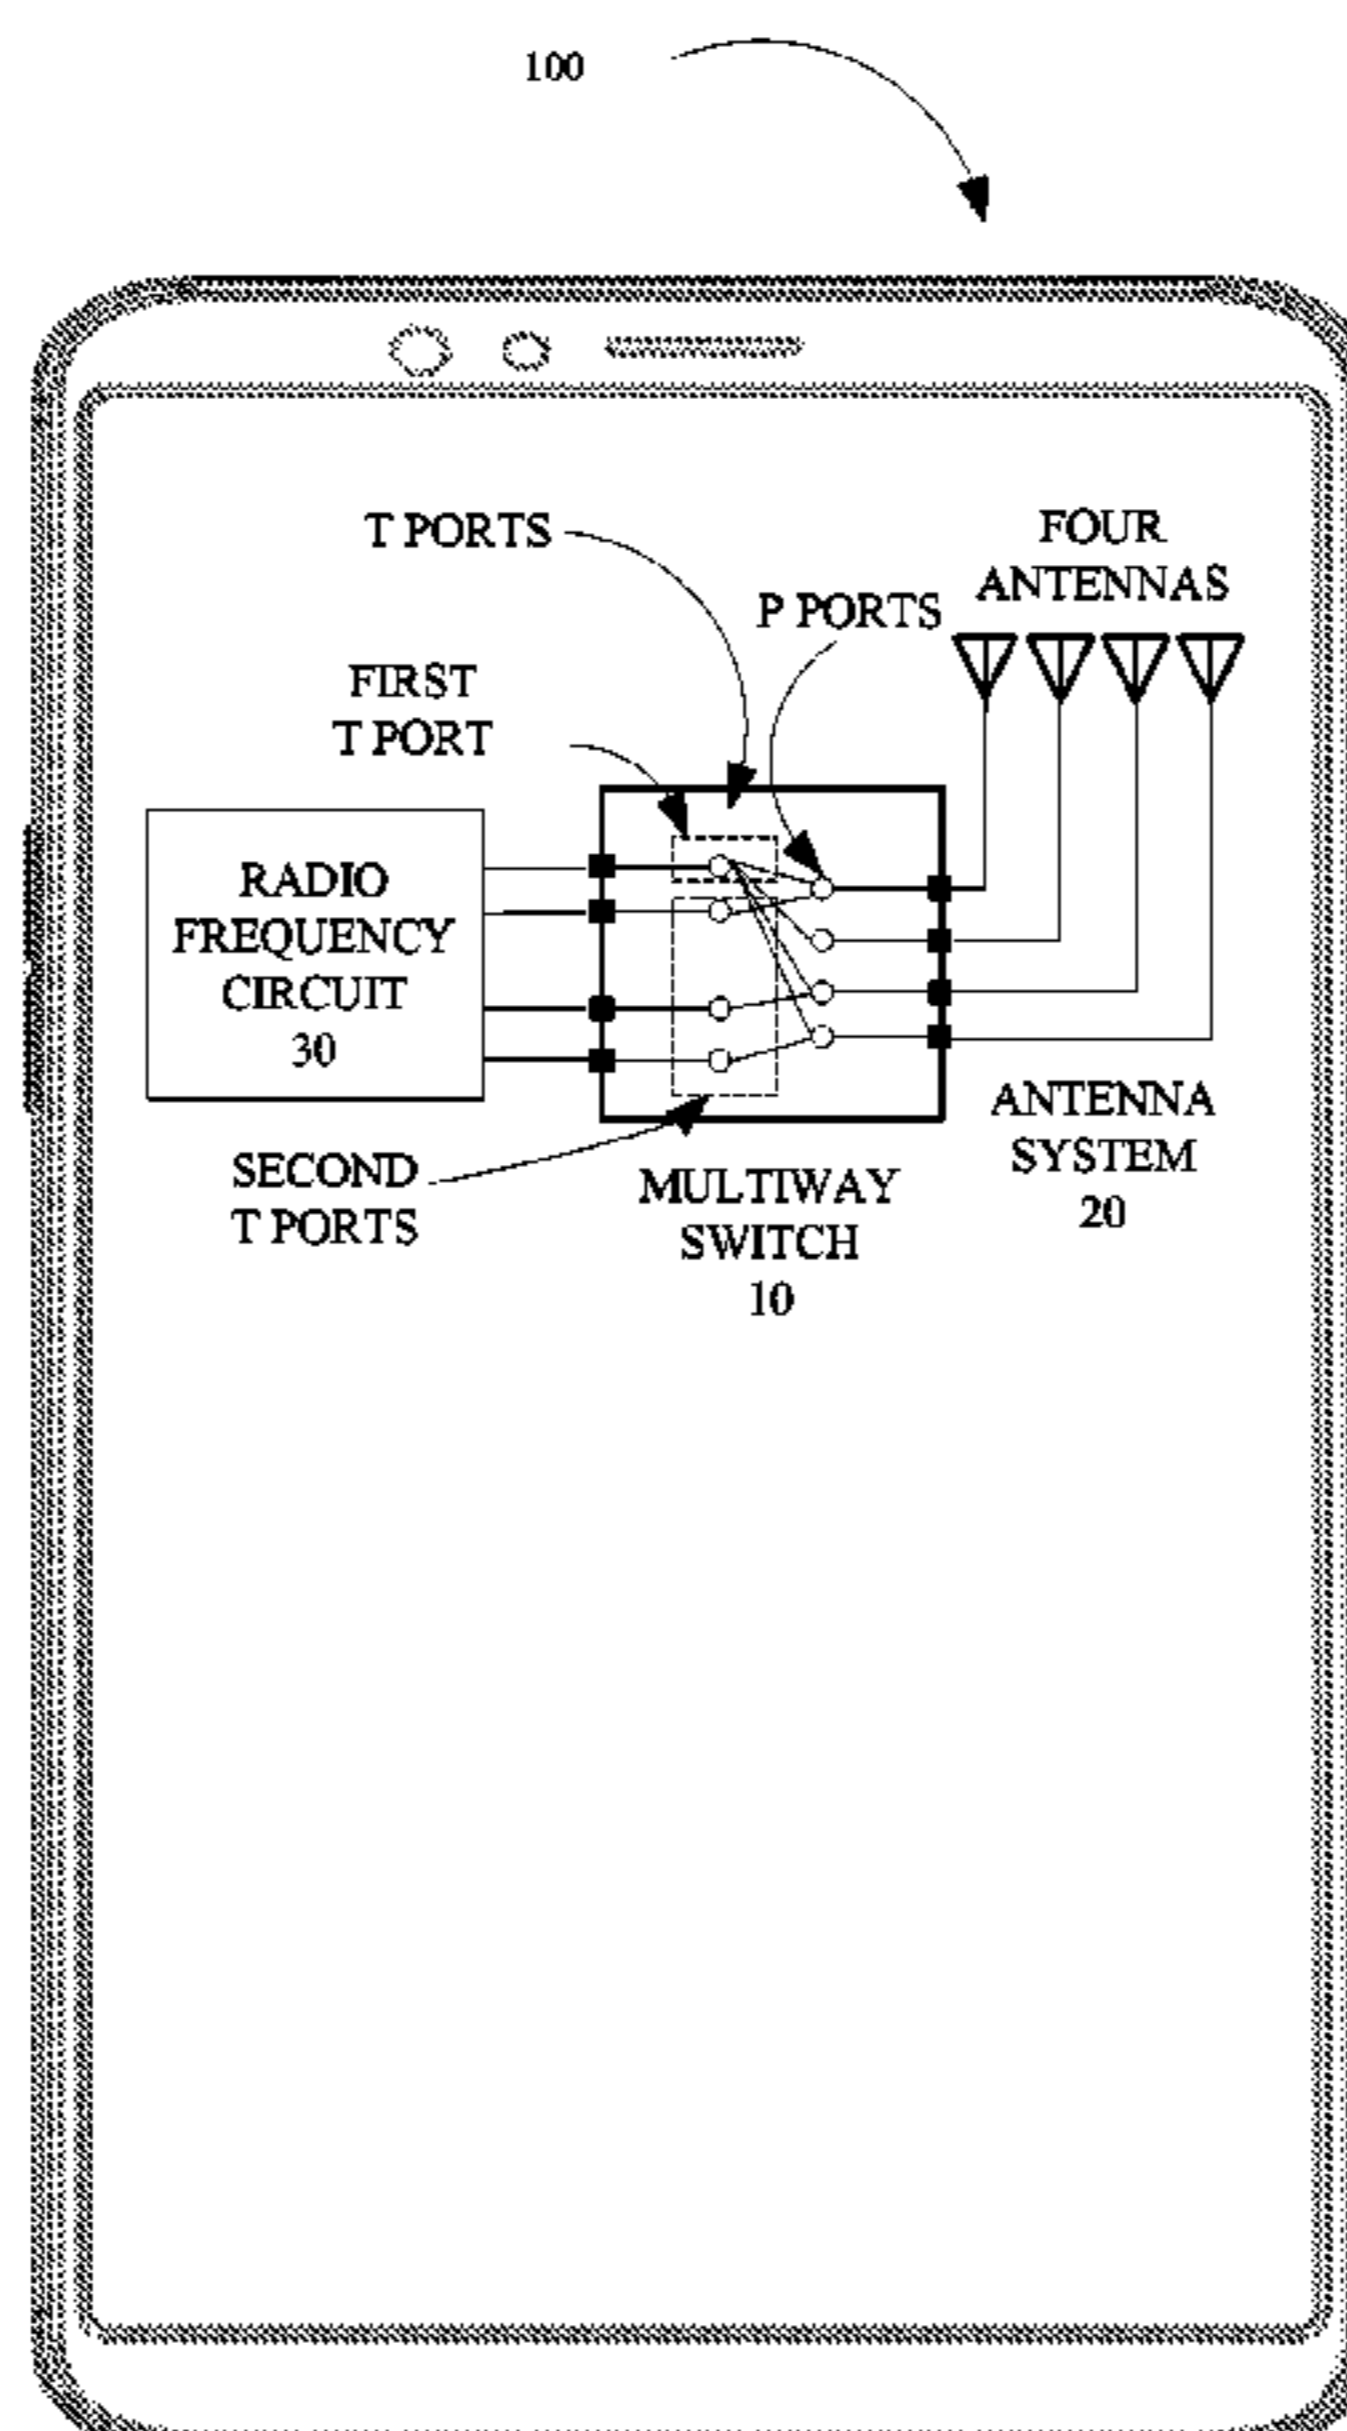 100
T PORTS
FOUR
ANTENNAS
P PORTS
FIRST
T PORT
RADIO
FREQUENCY
CIRCUIT
30
SECOND
T PORTS
MULTIWAY
SWITCH
10
ANTENNA
SYSTEM
20